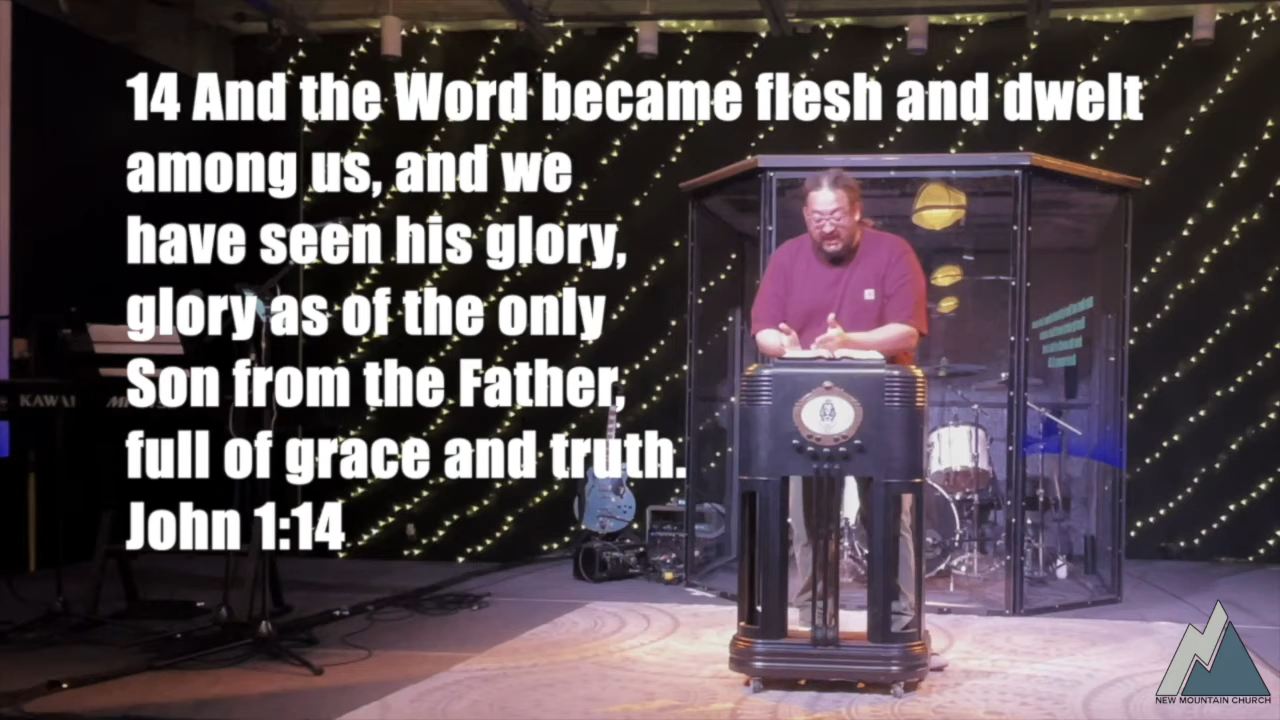 14 And the Word became flesh and dwelt
among us, and we
have seen his glory,
glory as of the only
Son from the Father,
full of grace and truth.
John 1:14
KAWAI
NEW MOUNTAIN CHURCH